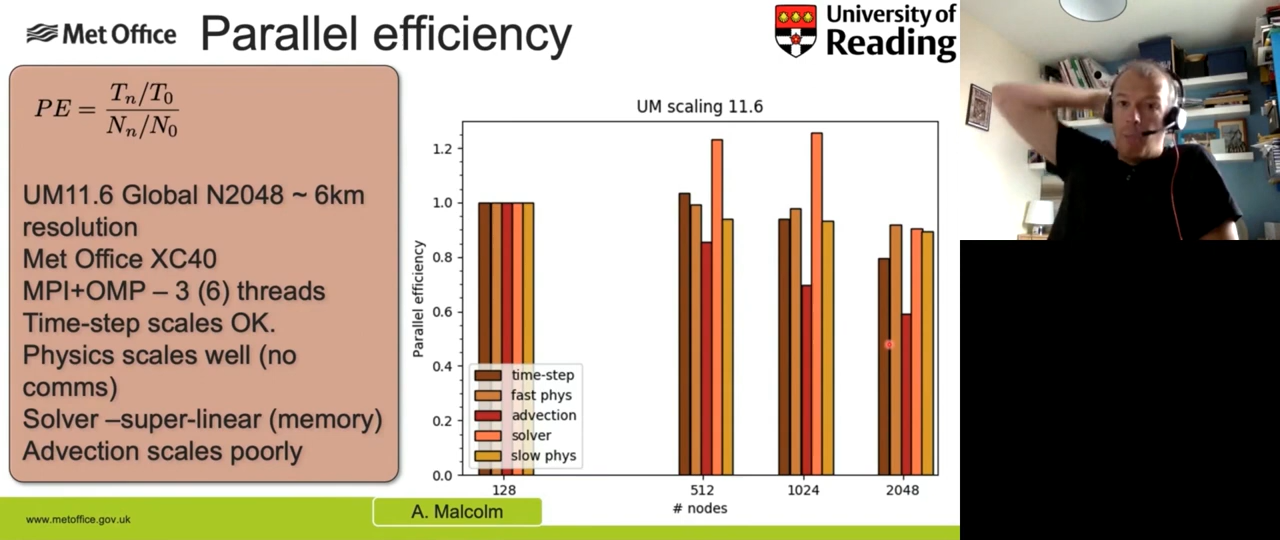 Met Office
Parallel efficiency
University of
Reading
PE = Tn/T0 / Nn/N0
UM11.6 Global N2048 ~ 6km
resolution
Met Office XC40
MPI+OMP – 3 (6) threads
Time-step scales OK.
Physics scales well (no
comms)
Solver –super-linear (memory)
Advection scales poorly
UM scaling 11.6
Parallel efficiency
1.2
1.0
0.8
0.6
0.4
0.2
0.0
time-step
fast phys
advection
solver
slow phys
128
512
1024
2048
# nodes
www.metoffice.gov.uk
A. Malcolm